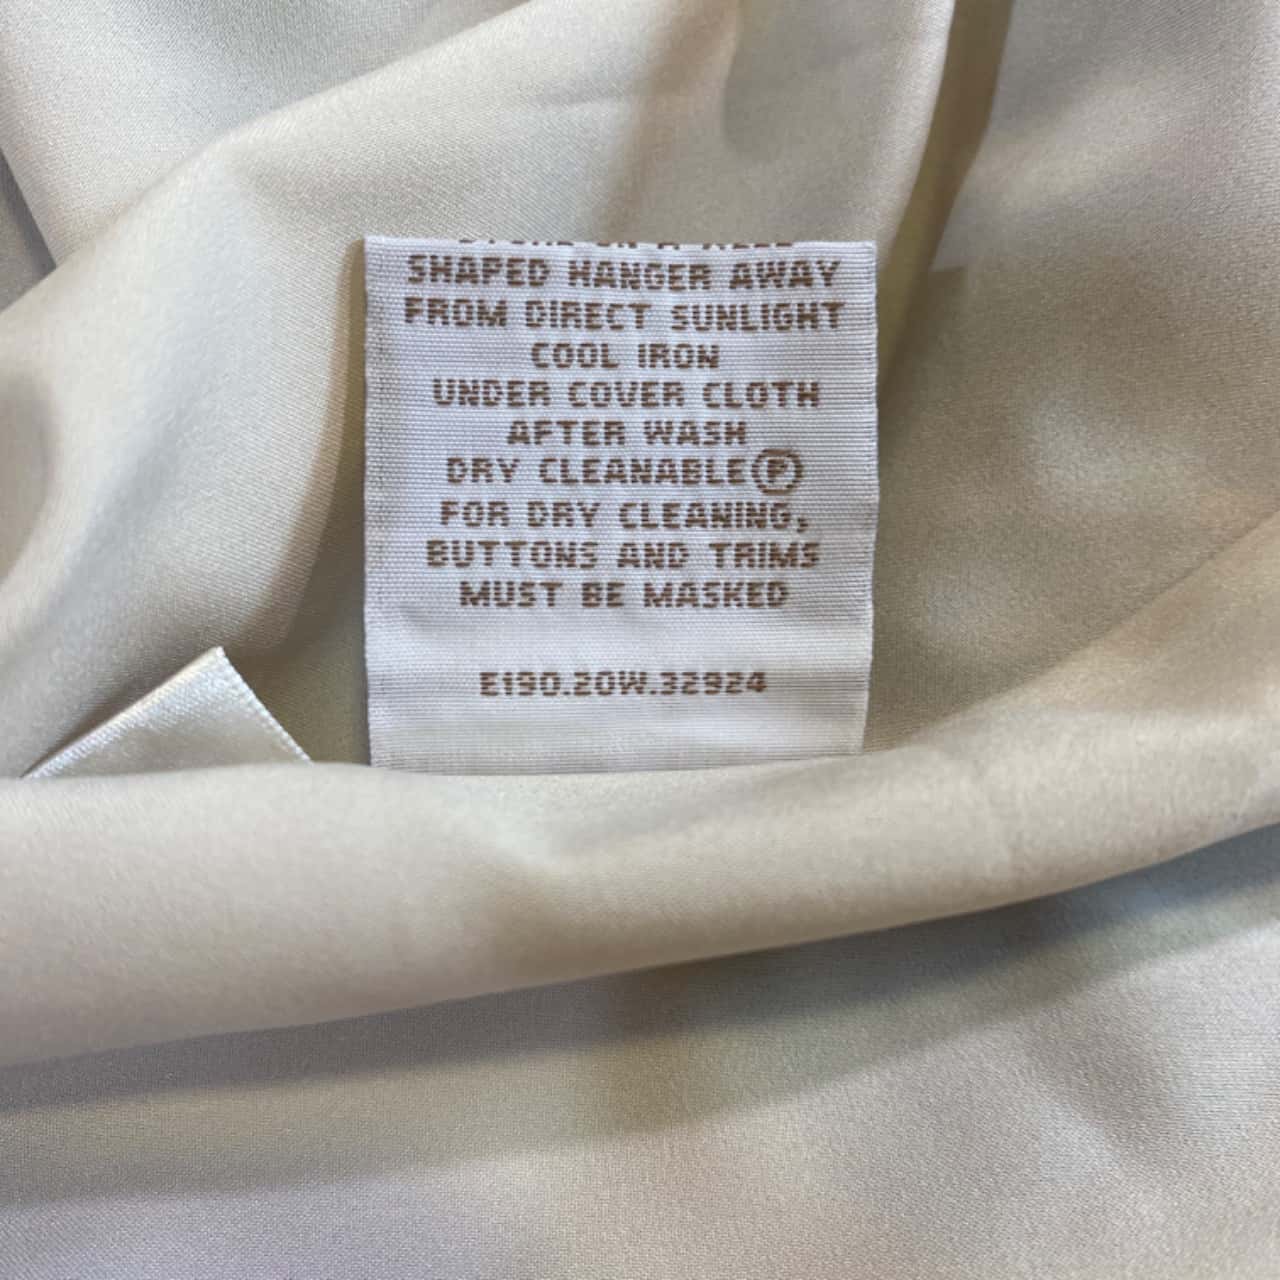 SHAPED HANGER AWAY
FROM DIRECT SUNLIGHT
COOL IRON
UNDER COVER CLOTH
AFTER WASH
DRY CLEANABLE Ⓟ
FOR DRY CLEANING,
BUTTONS AND TRIMS
MUST BE MASKED
E190.20W.32924